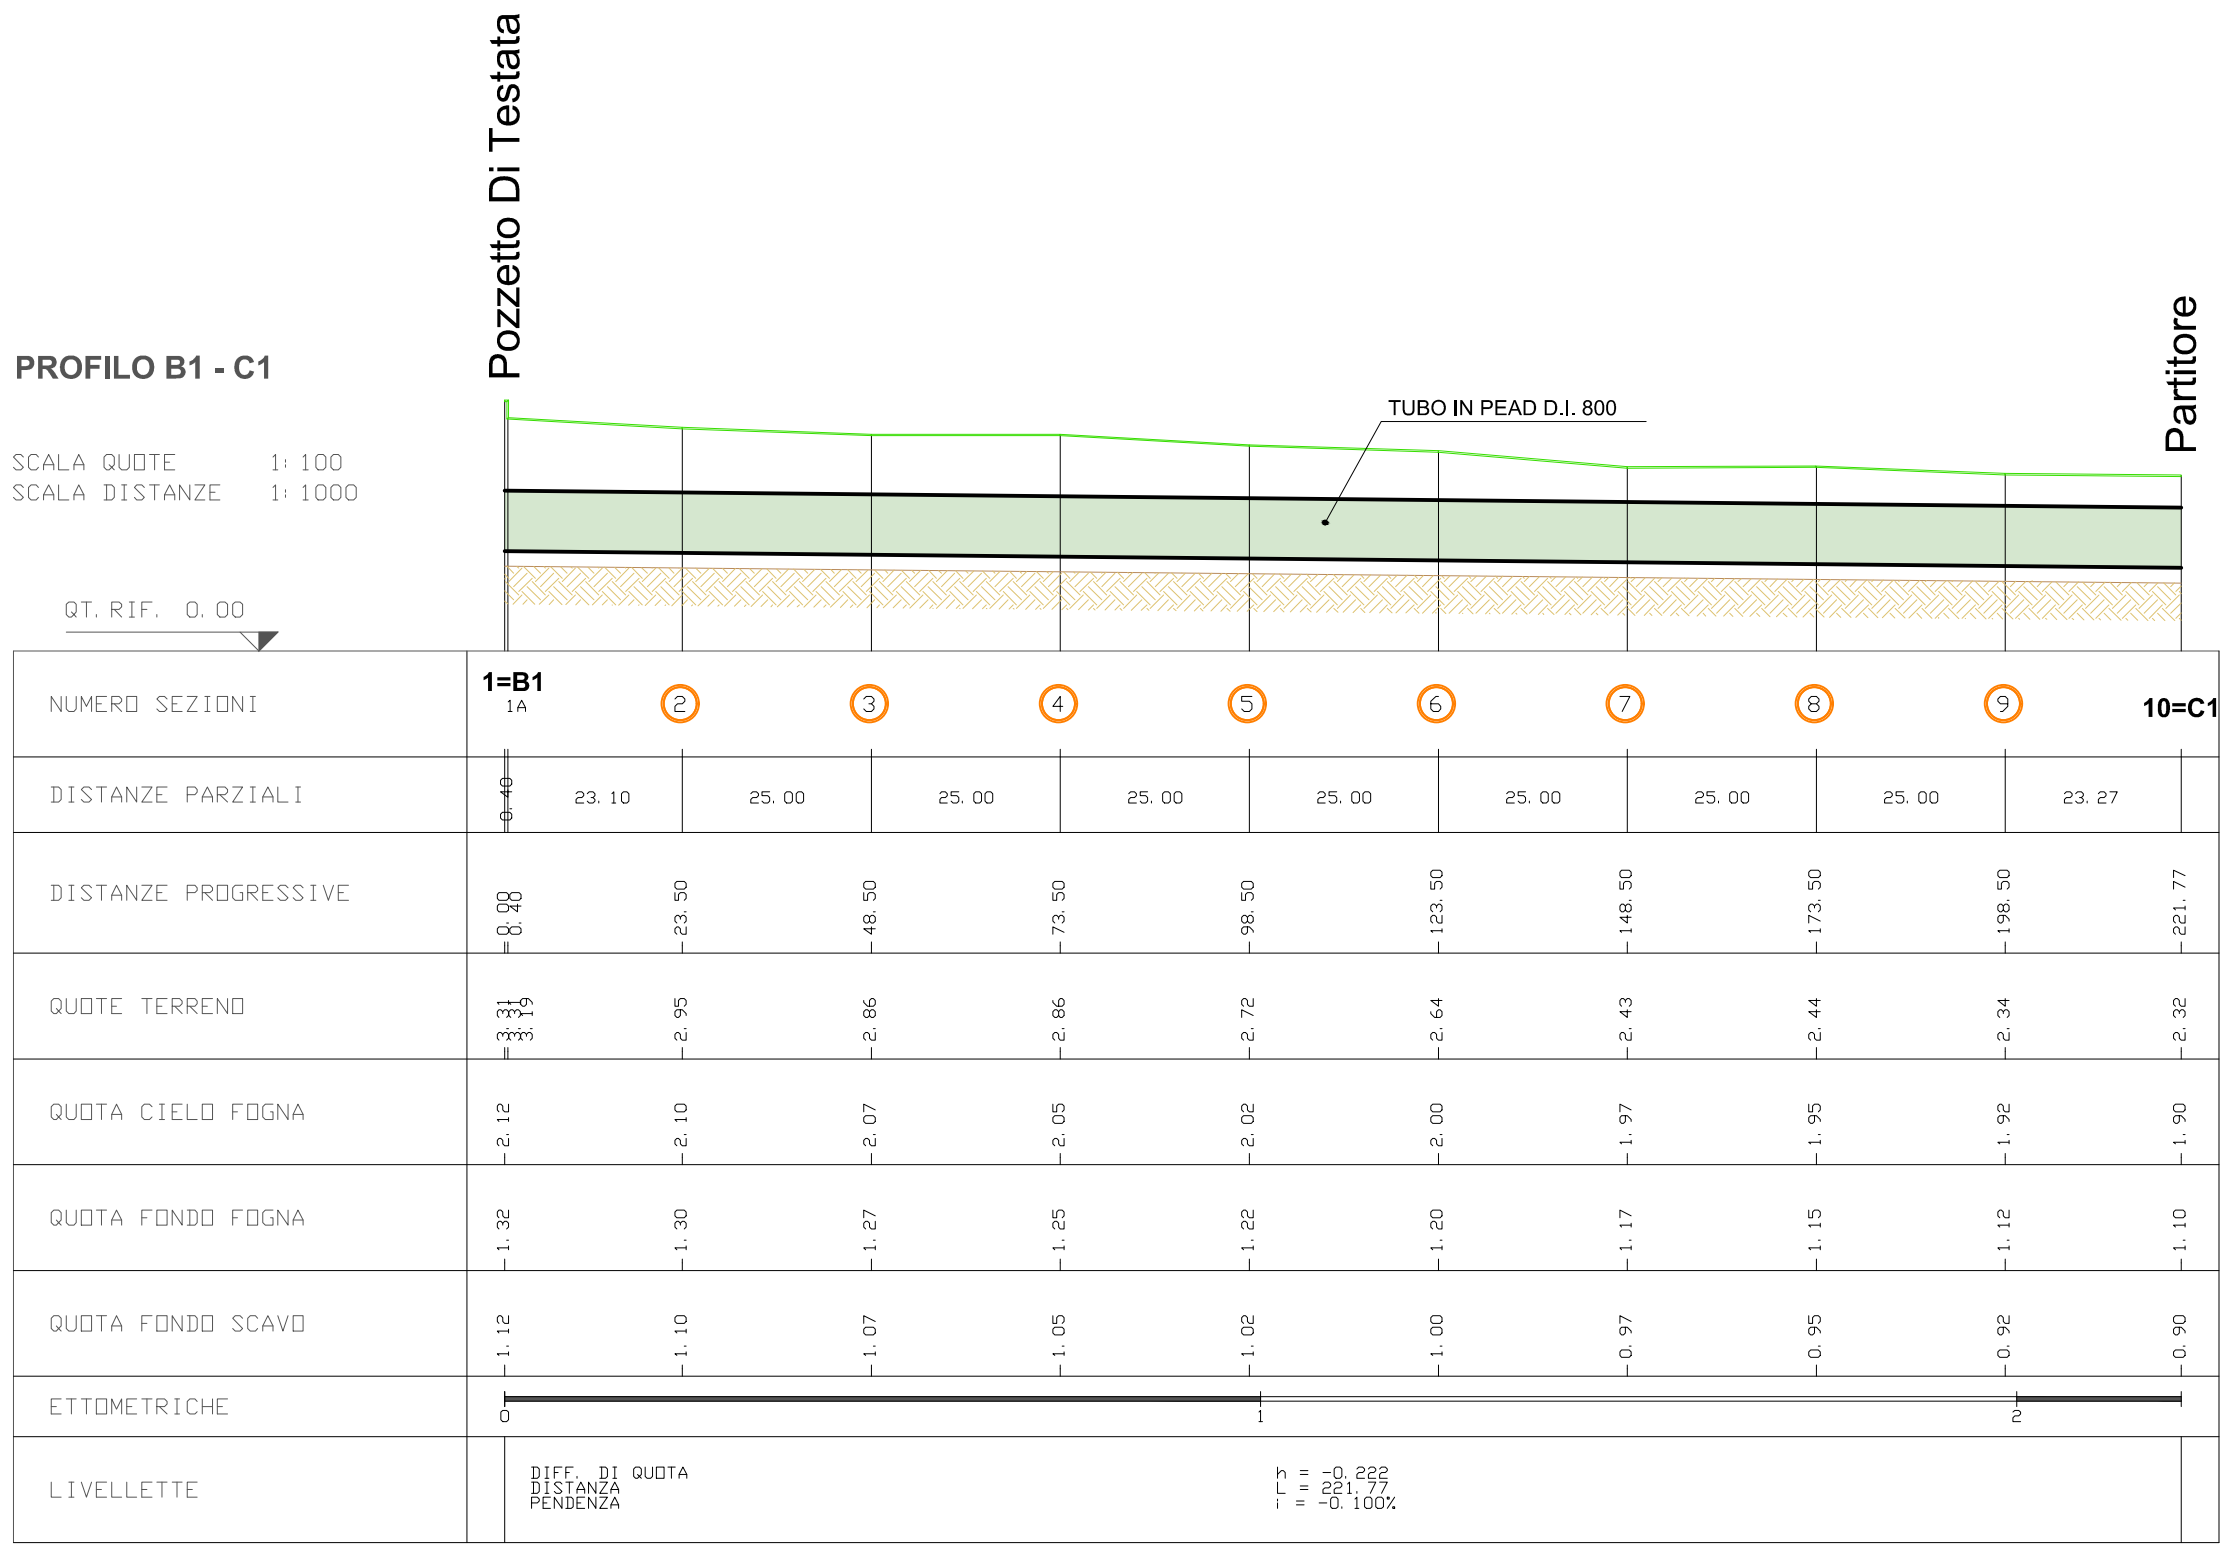 Pozzetto Di Testata
Partitore
PROFILO B1 - C1
TUBO IN PEAD D.I. 800
SCALA QUOTE 1: 100
SCALA DISTANZE 1: 1000
QT. RIF. 0.00
NUMERO SEZIONI 1=B1 1A 2 3 4 5 6 7 8 9 10=C1
DISTANZE PARZIALI 0.40 23.10 25.00 25.00 25.00 25.00 25.00 25.00 25.00 23.27
DISTANZE PROGRESSIVE 0.00 0.40 23.50 48.50 73.50 98.50 123.50 148.50 173.50 198.50 221.77
QUOTE TERRENO 3.31 3.31 3.19 2.95 2.86 2.86 2.72 2.64 2.43 2.44 2.34 2.32
QUOTA CIELO FOGNA 2.12 2.10 2.07 2.05 2.02 2.00 1.97 1.95 1.92 1.90
QUOTA FONDO FOGNA 1.32 1.30 1.27 1.25 1.22 1.20 1.17 1.15 1.12 1.10
QUOTA FONDO SCAVO 1.12 1.10 1.07 1.05 1.02 1.00 0.97 0.95 0.92 0.90
ETTOMETRICHE 0 1 2
LIVELLETTE
DIFF. DI QUOTA h = -0.222
DISTANZA L = 221.77
PENDENZA i = -0.100%